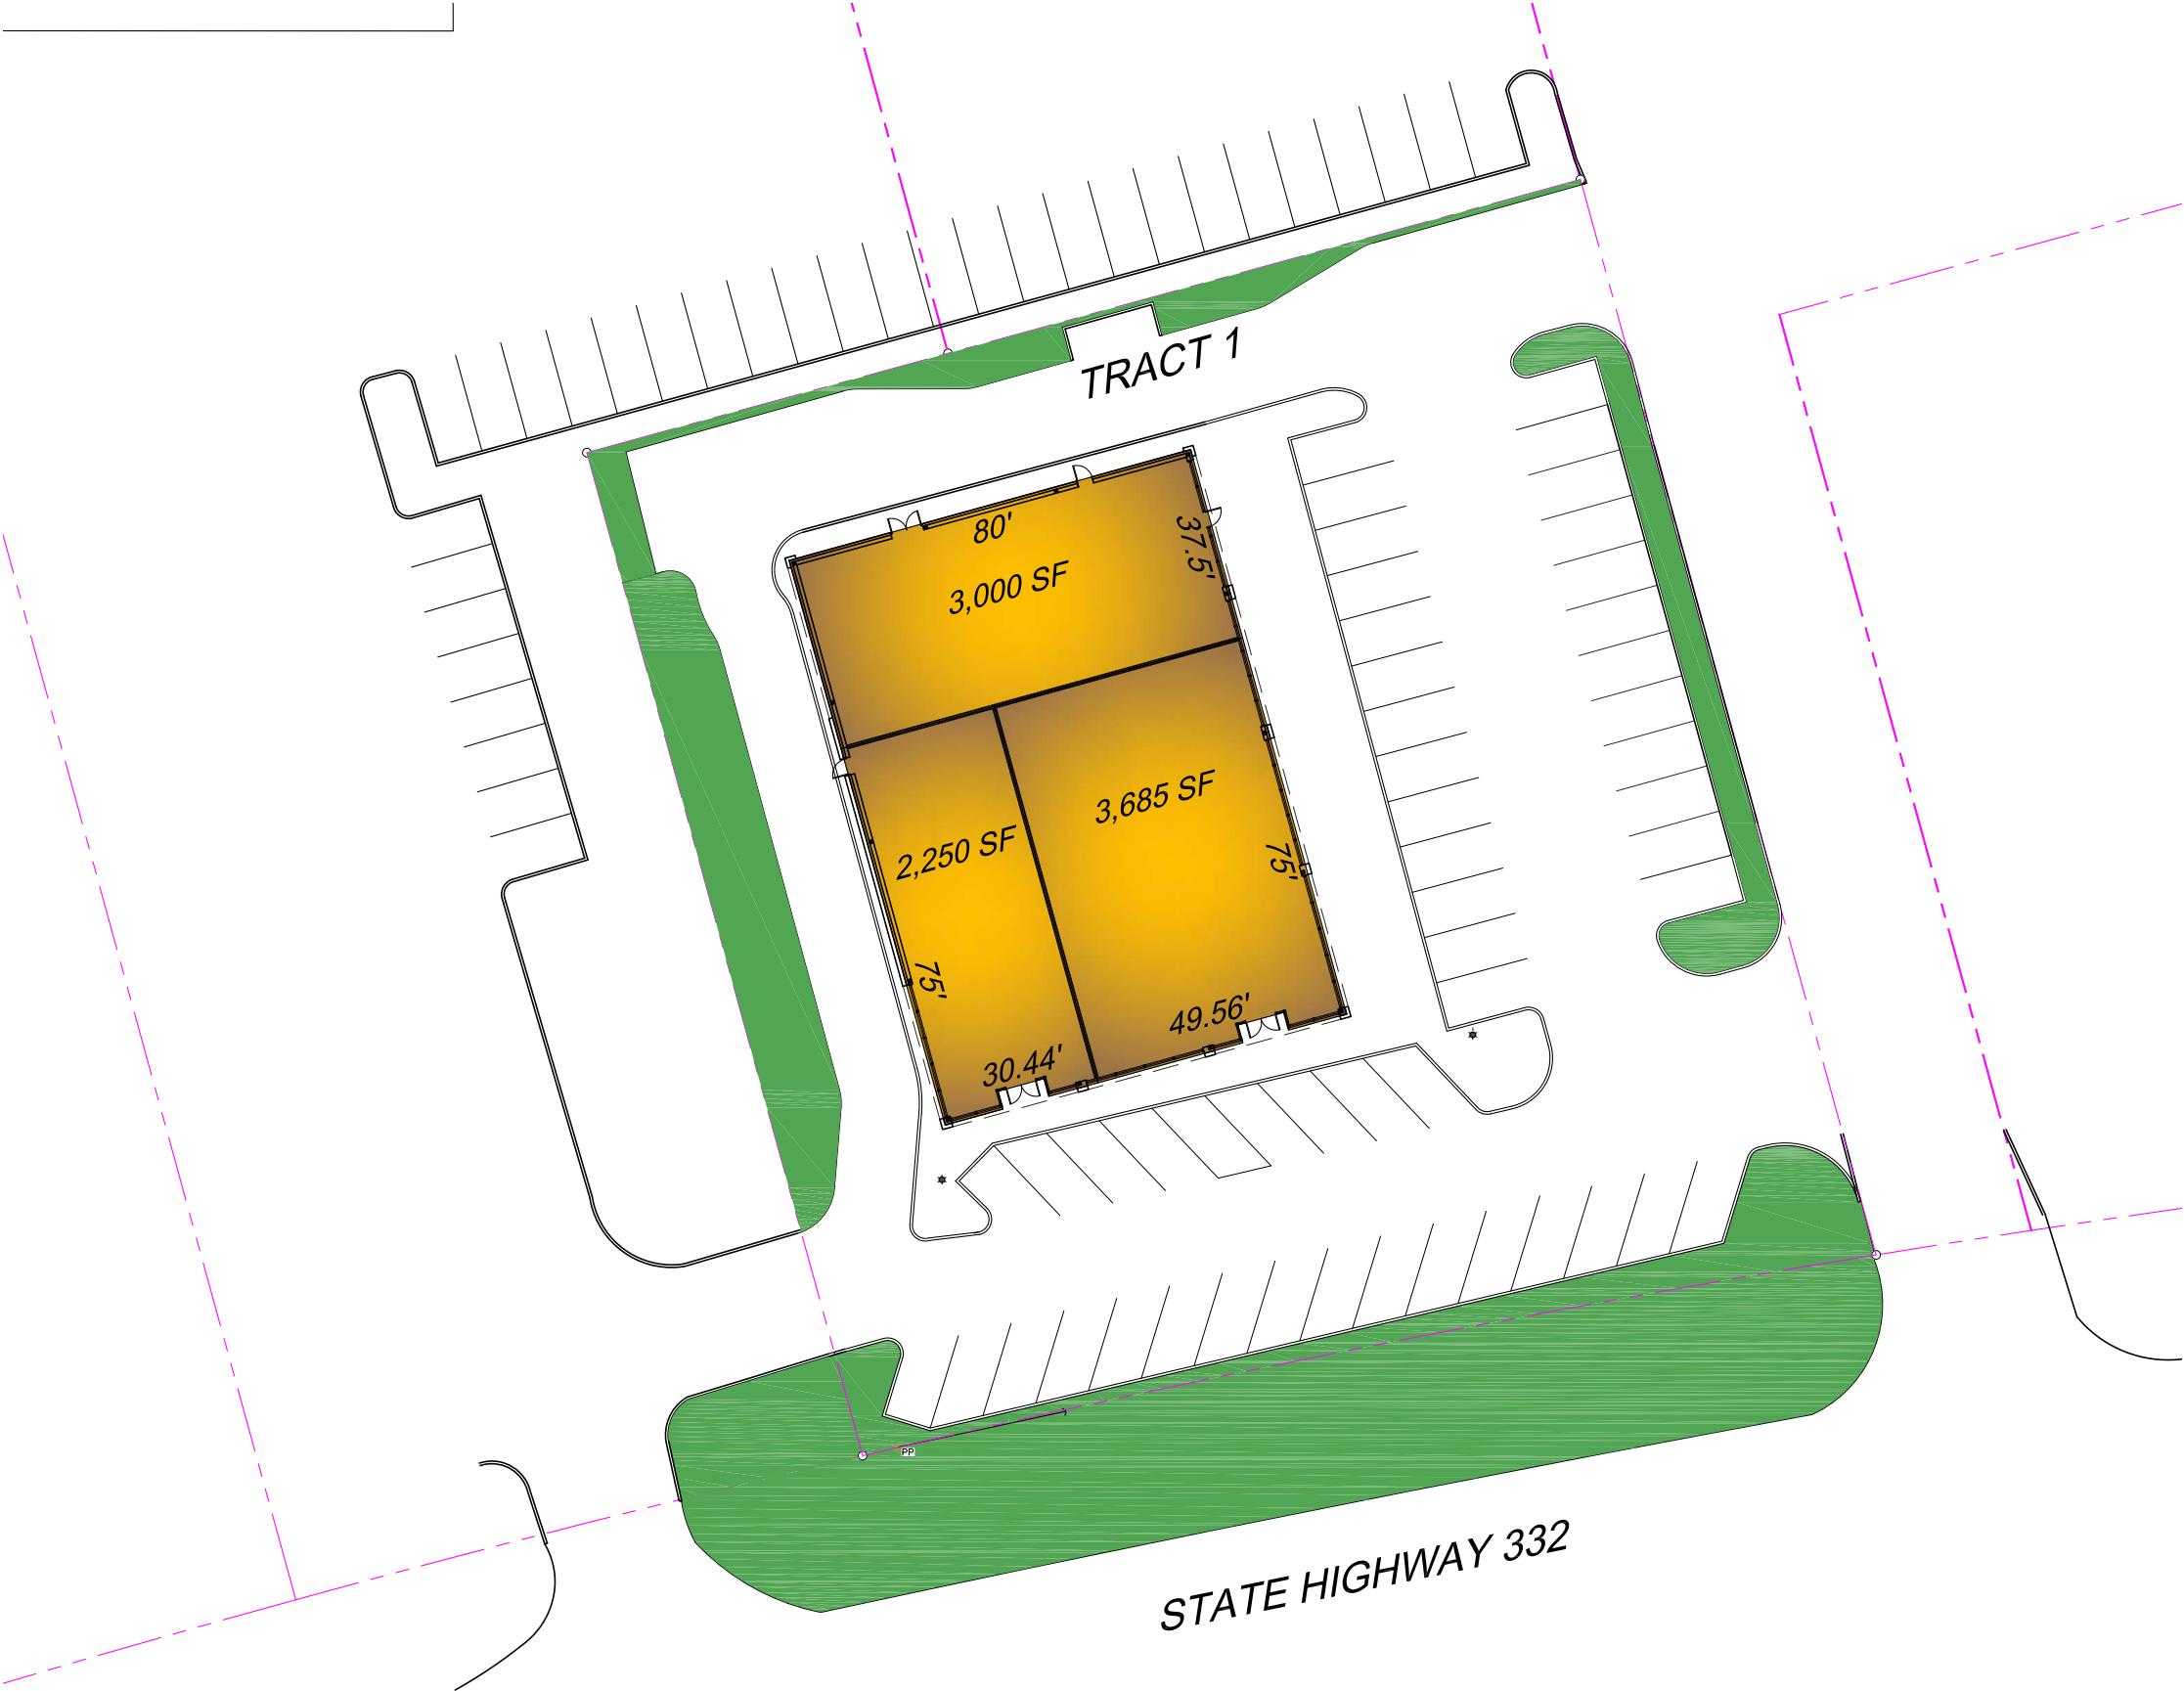 TRACT 1
80'
37.5'
3,000 SF
3,685 SF
2,250 SF
75'
75'
49.56'
30.44'
PP
STATE HIGHWAY 332